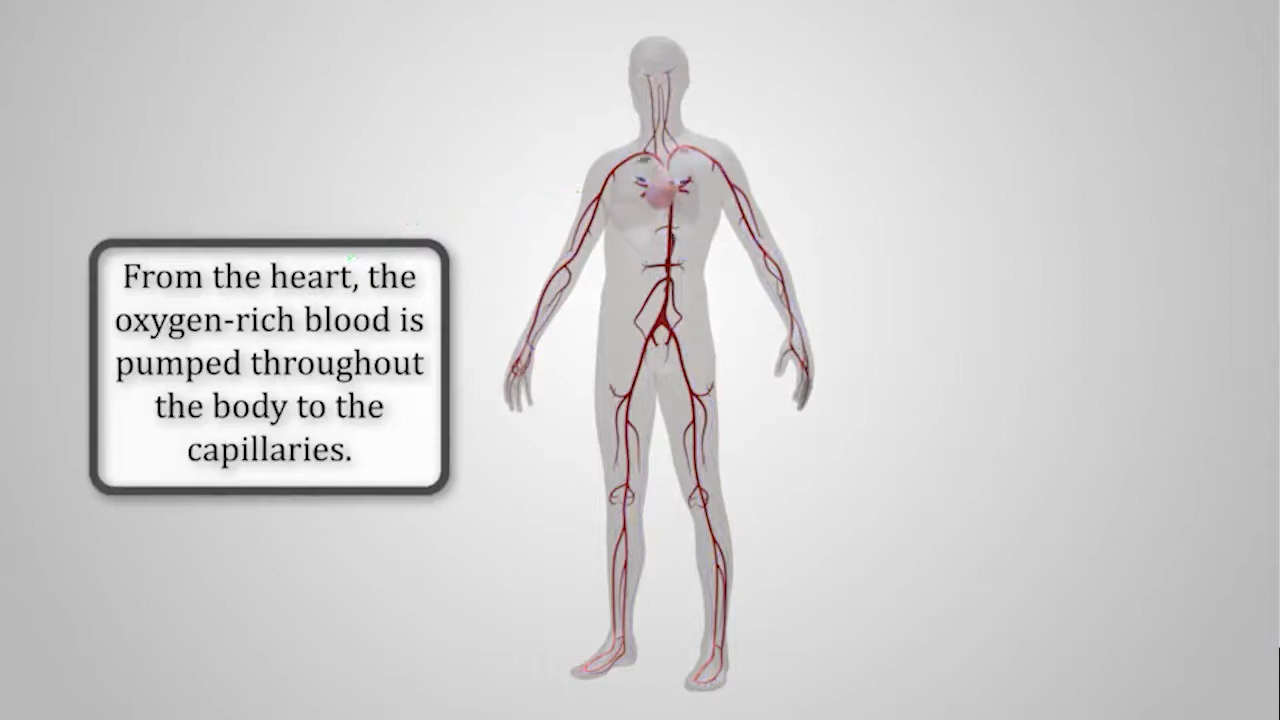 From the heart, the
oxygen-rich blood is
pumped throughout
the body to the
capillaries.